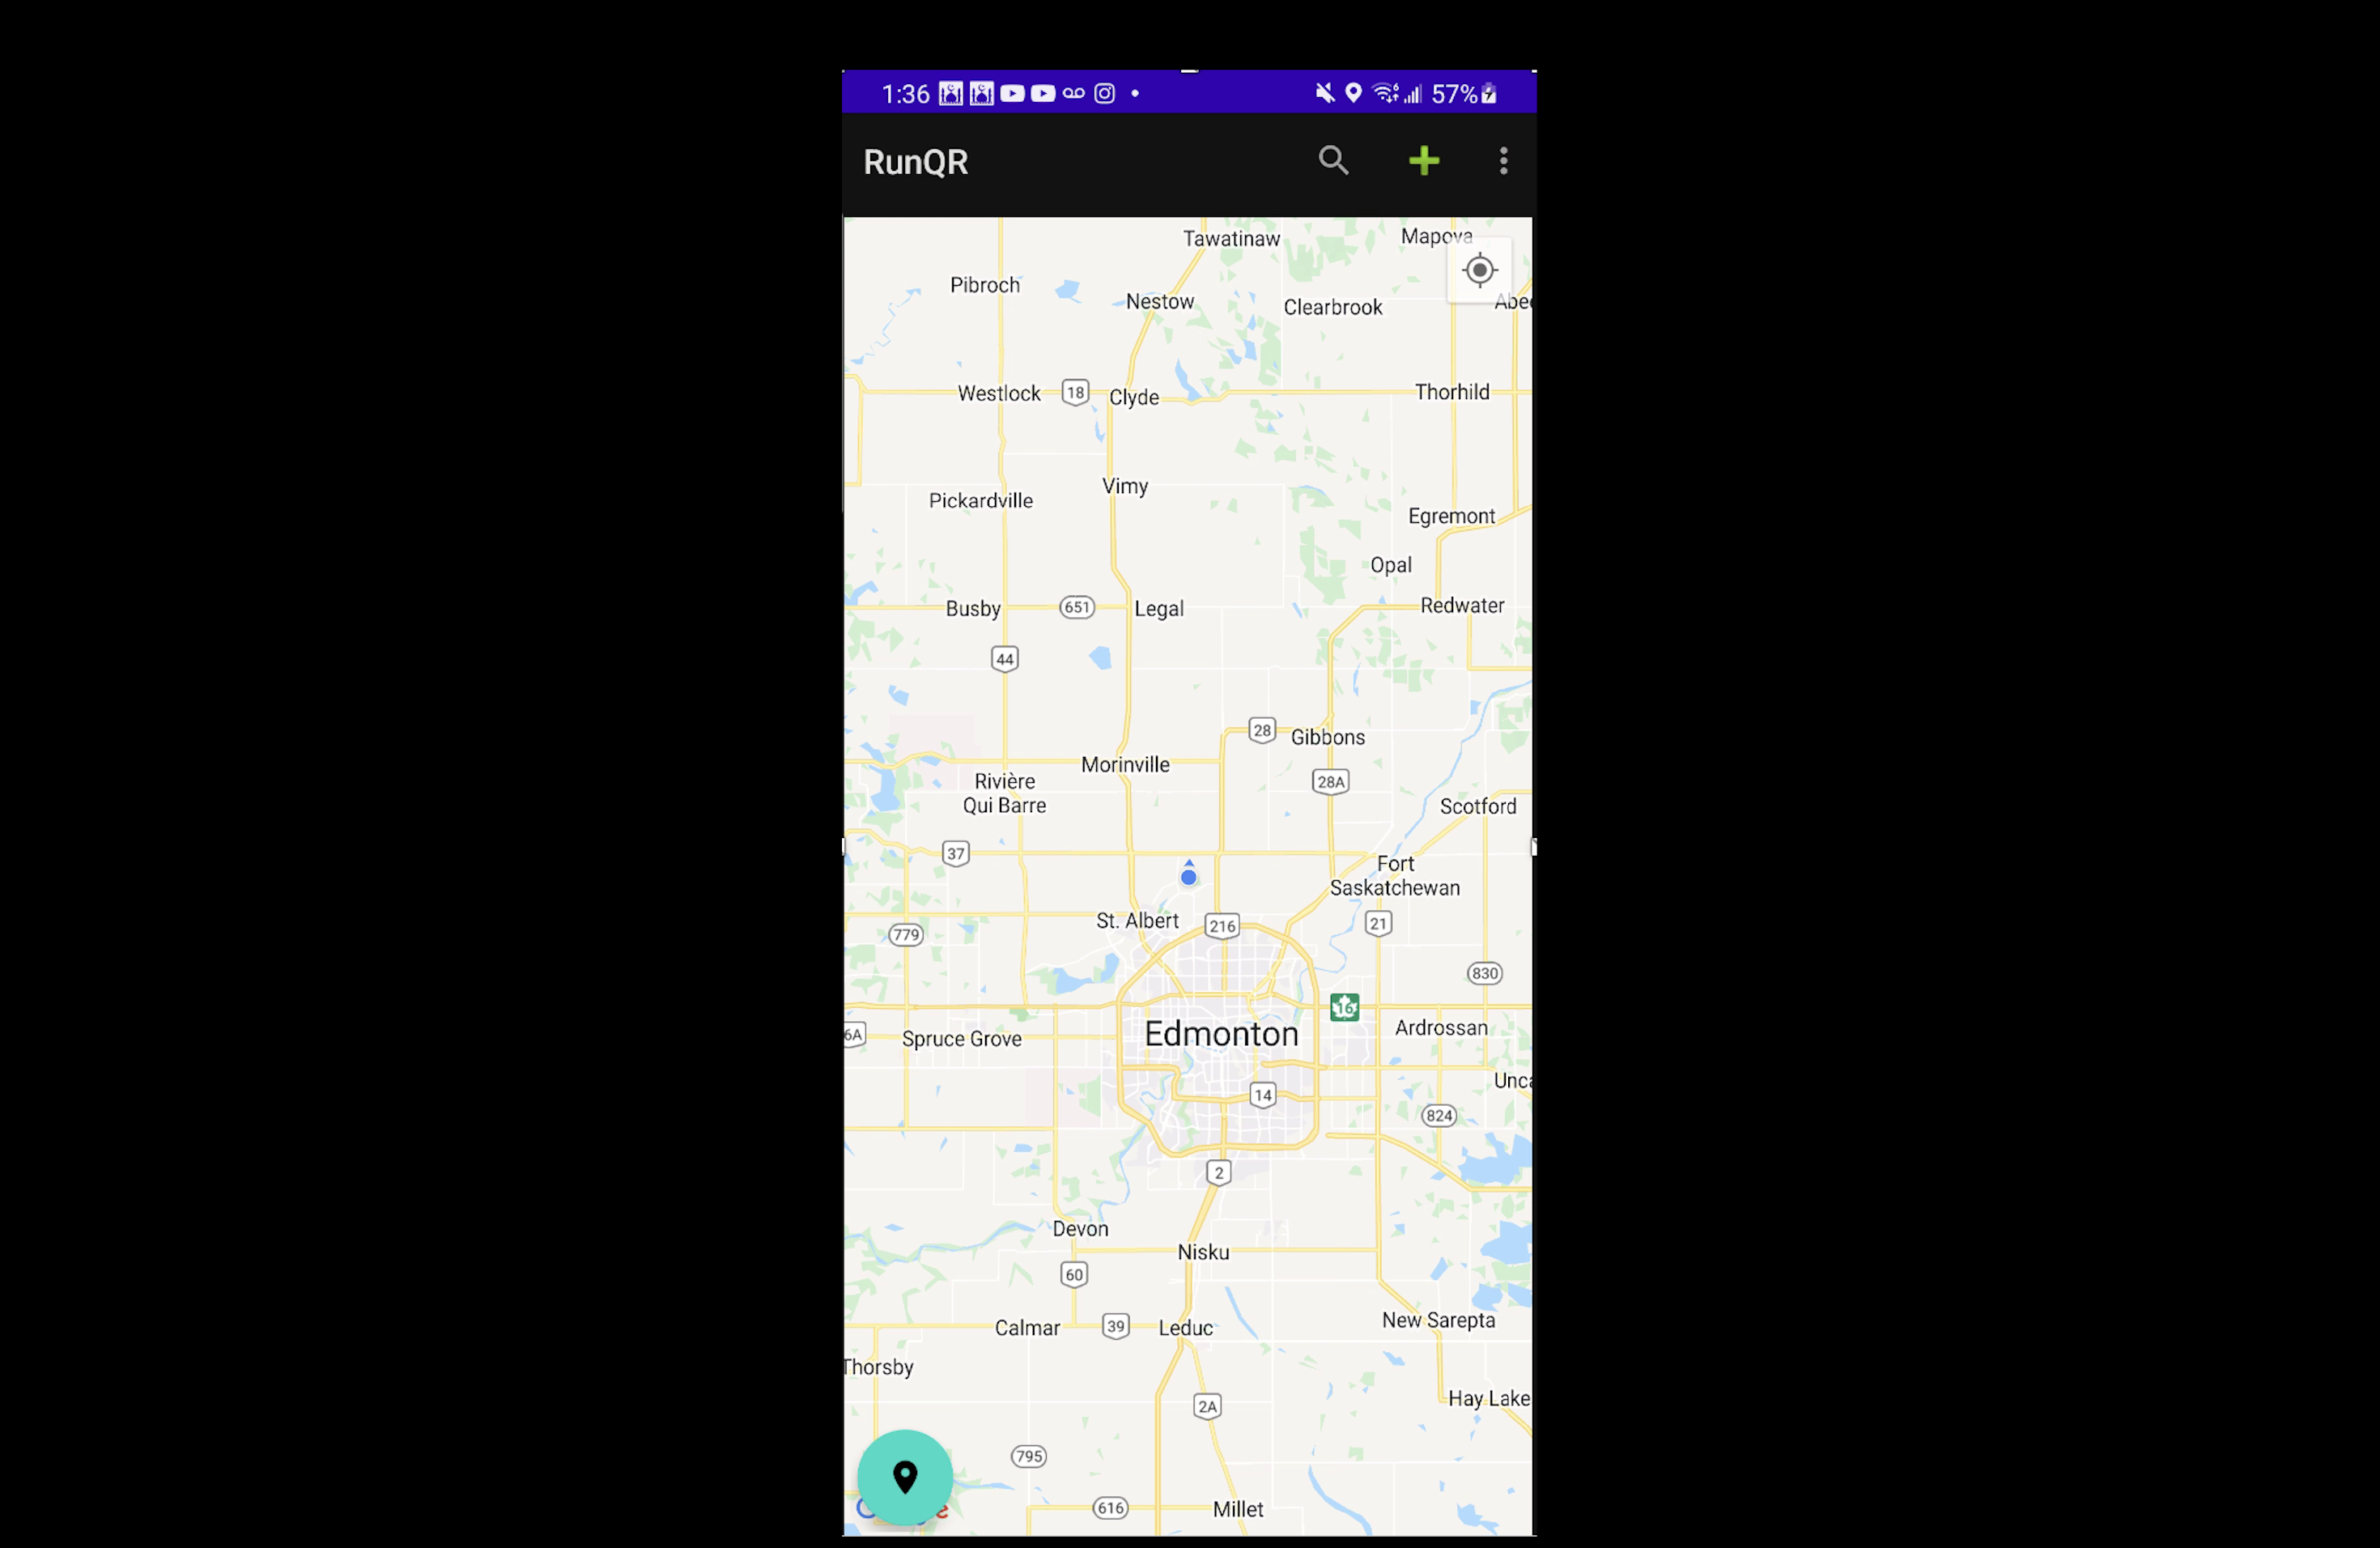 1:36 57%
RunQR
Tawatinaw Mapova
Pibroch
Nestow Clearbrook Abee
Westlock 18 Clyde Thorhild
Vimy
Pickardville
Egremont
Opal
Busby 651 Legal Redwater
44
28 Gibbons
Morinville
28A
Rivière
Qui Barre
Scotford
37
Fort
Saskatchewan
St. Albert 216 21
779
830
16
Edmonton Ardrossan
6A Spruce Grove
Unca
14
824
2
Devon
Nisku
60
New Sarepta
Calmar 39 Leduc
Thorsby
Hay Lake
2A
795
616 Millet